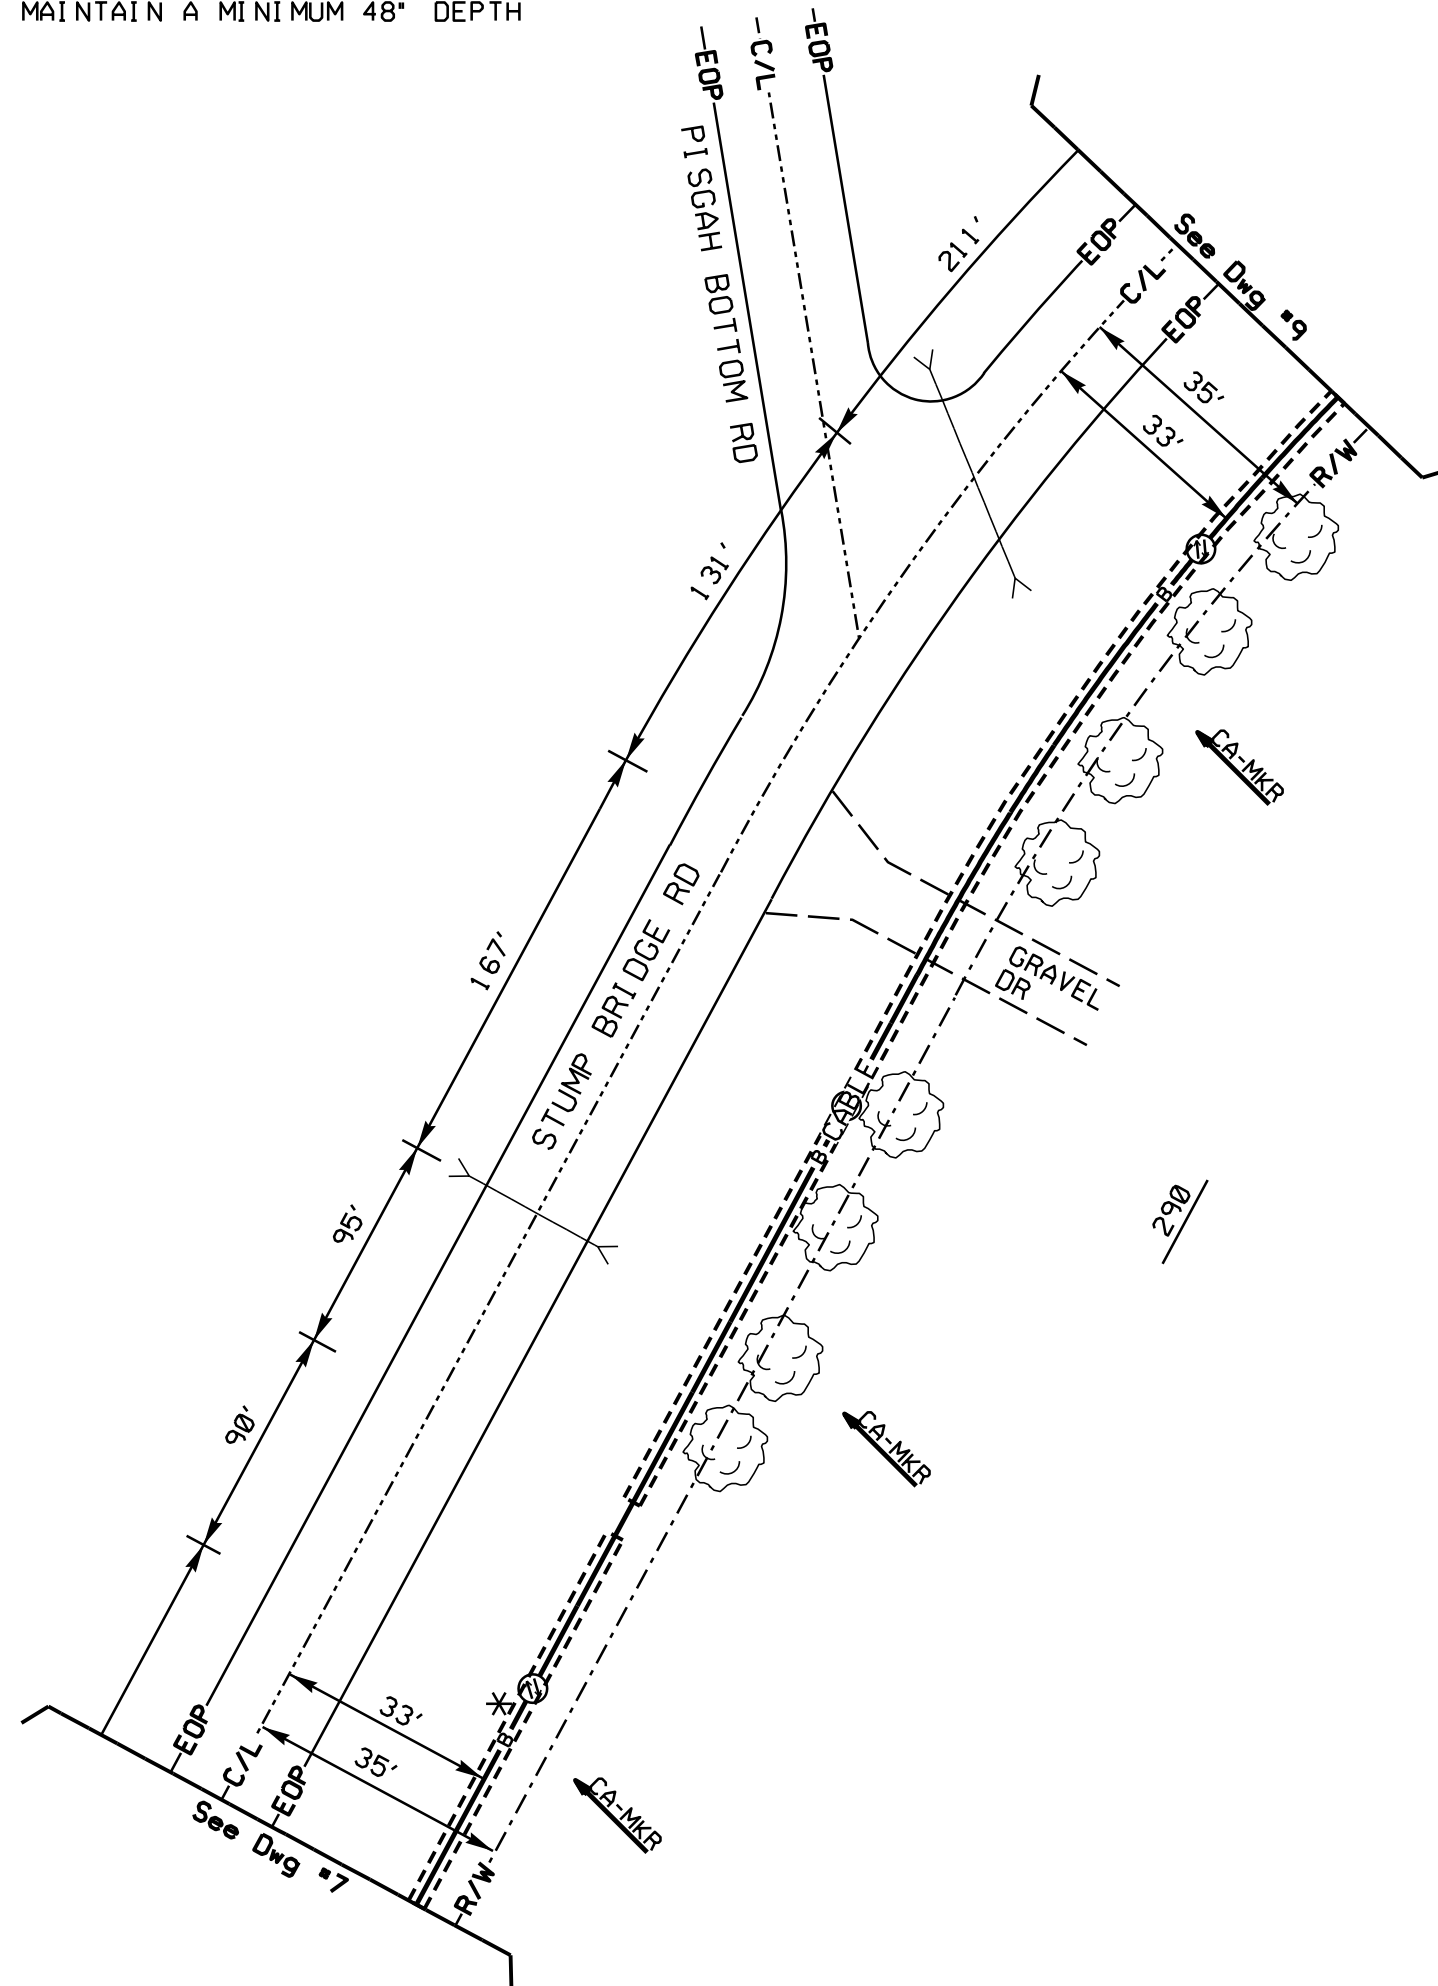 MAINTAIN A MINIMUM 48" DEPTH
EOP
C/L
EOP
PISGAH BOTTOM RD
211'
EOP
C/L
EOP
See Dwg #9
35'
33'
R/W
131'
B
CA-MKR
167'
STUMP BRIDGE RD
GRAVEL
DR
B-CABLE
95'
290
90'
CA-MKR
33'
35'
B
EOP
C/L
EOP
See Dwg #7
CA-MKR
R/W